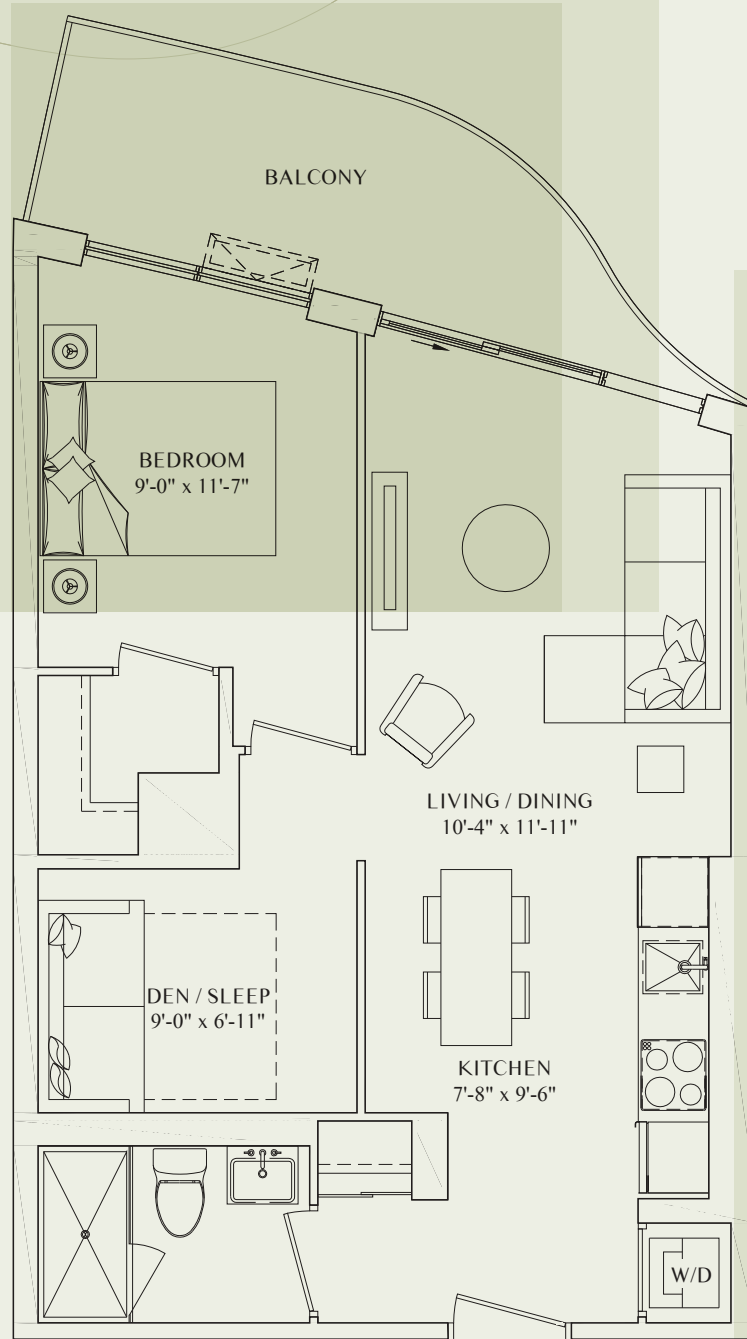 BALCONY
BEDROOM
9'-0" x 11'-7"
LIVING / DINING
10'-4" x 11'-11"
DEN / SLEEP
9'-0" x 6'-11"
KITCHEN
7'-8" x 9'-6"
W/D